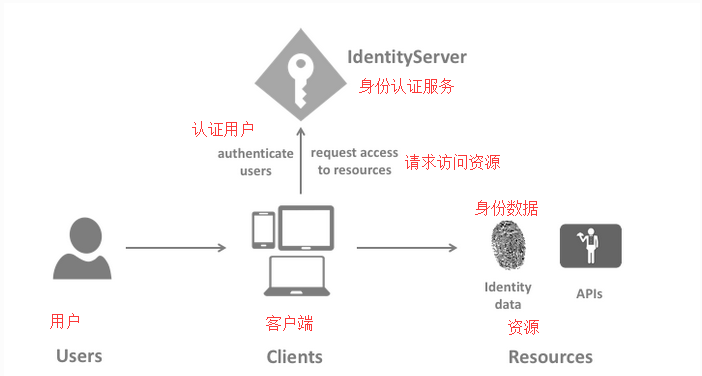 IdentityServer
身份认证服务
认证用户
authenticate
users
request access
to resources
请求访问资源
身份数据
Identity
data
APIs
用户
客户端
资源
Users
Clients
Resources